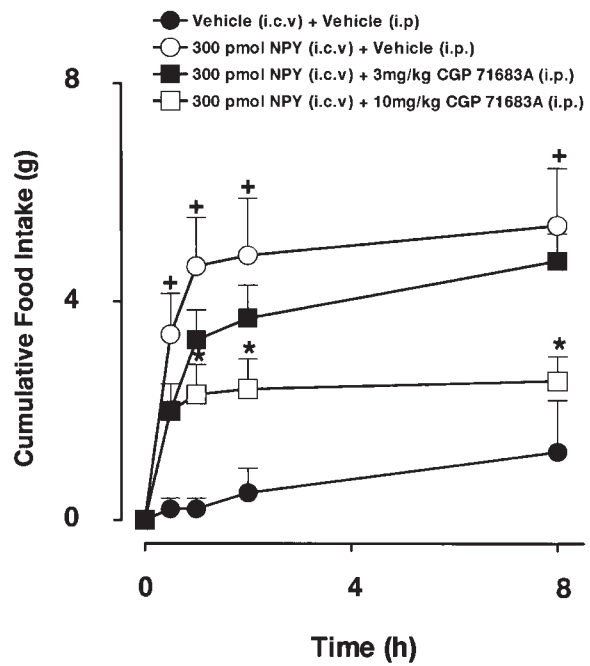 Vehicle (i.c.v) + Vehicle (i.p)
300 pmol NPY (i.c.v) + Vehicle (i.p.)
300 pmol NPY (i.c.v) + 3mg/kg CGP 71683A (i.p.)
300 pmol NPY (i.c.v) + 10mg/kg CGP 71683A (i.p.)
8
4
0
Cumulative Food Intake (g)
+
+
+
+
*
*
*
0 4 8
Time (h)